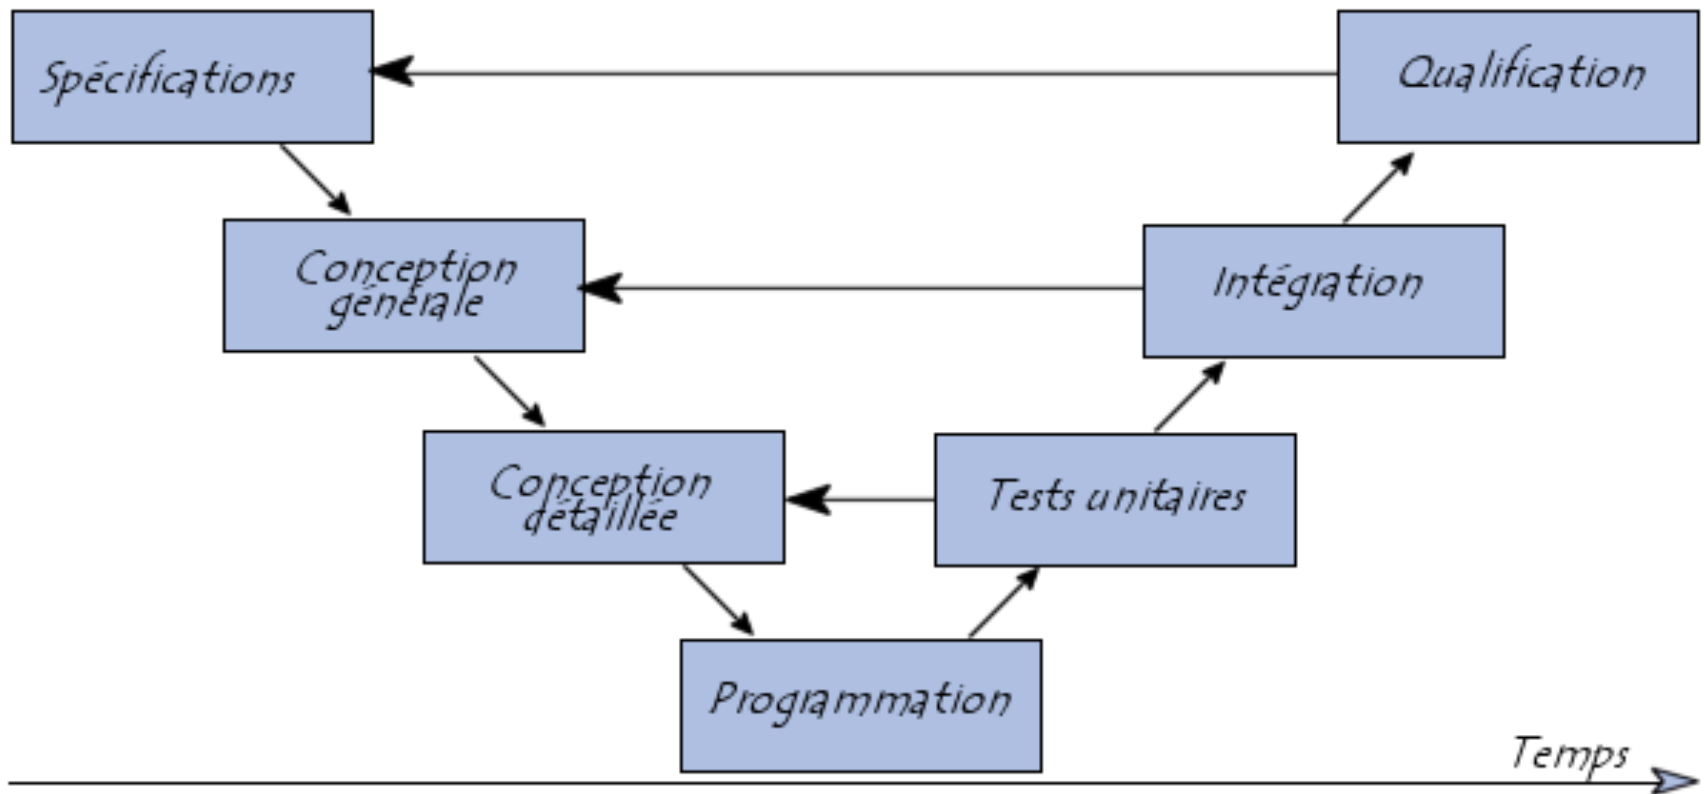 Spécifications
Qualification
Conception
générale
Intégration
Conception
détaillée
Tests unitaires
Programmation
Temps